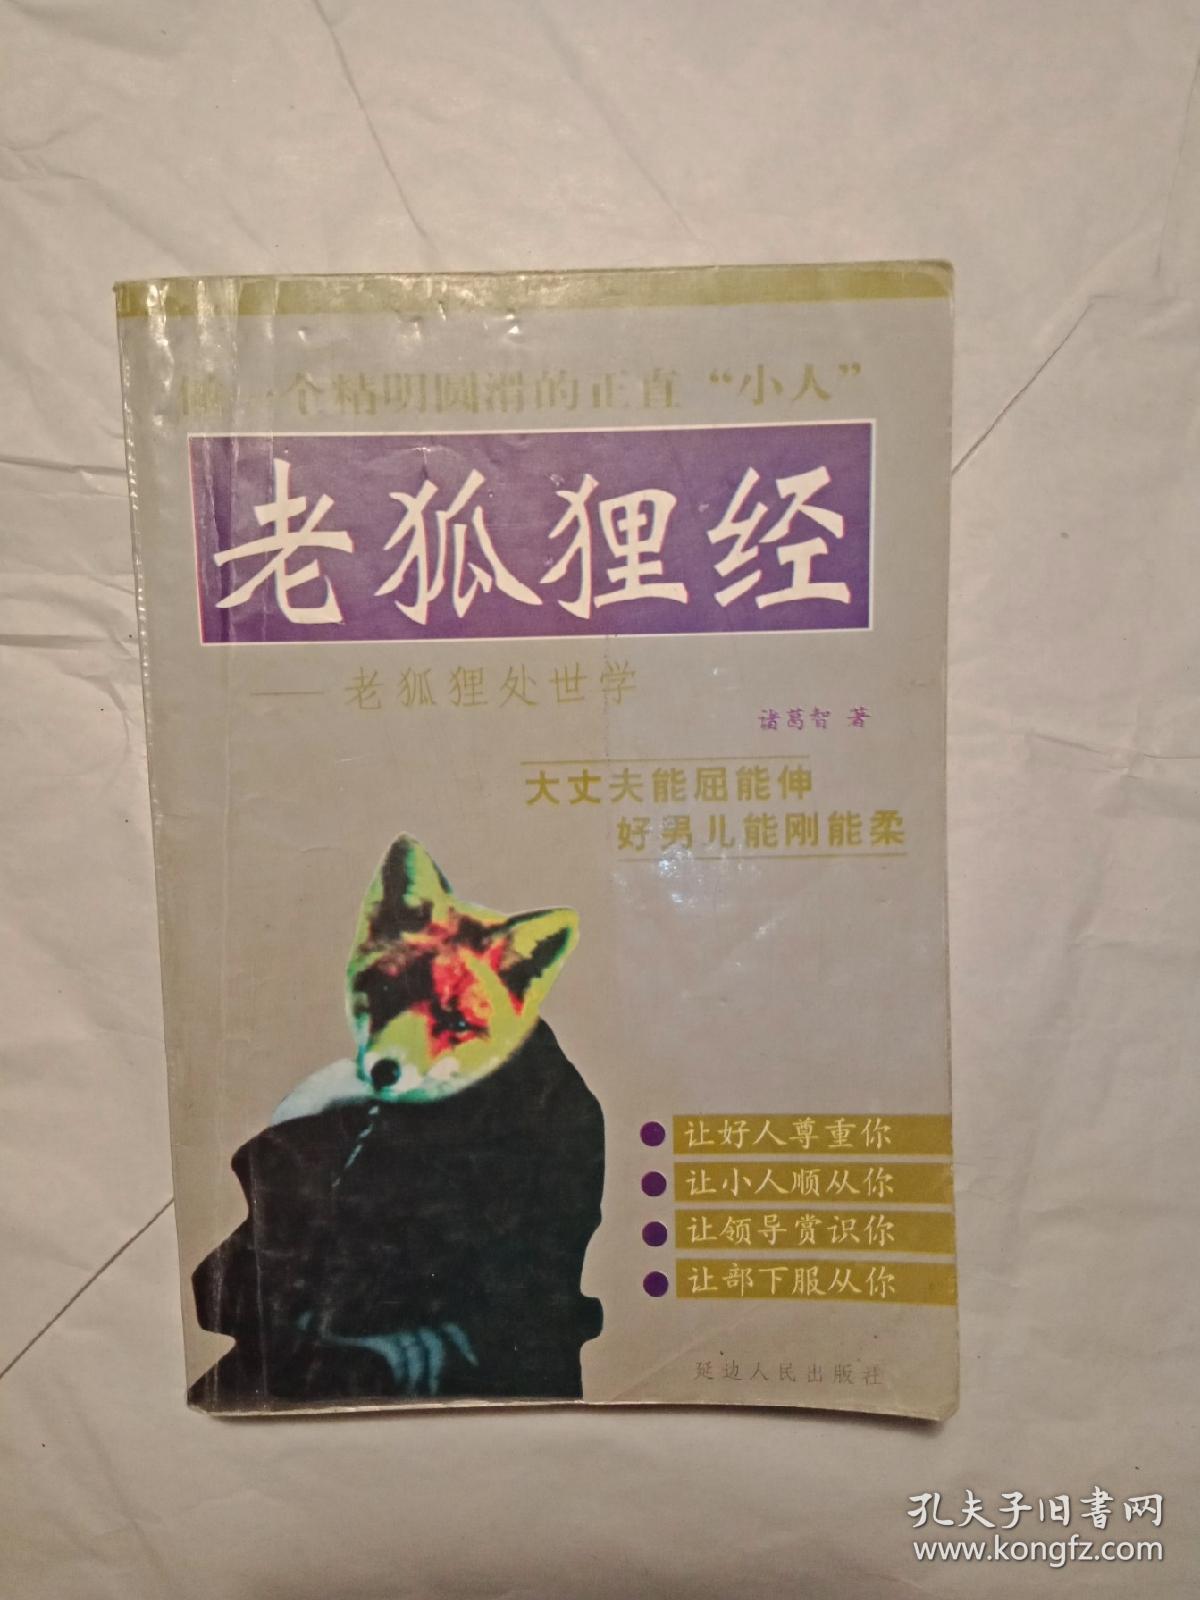 做一个精明圆滑的正直“小人”
老狐狸经
——老狐狸处世学
诸葛智 著
大丈夫能屈能伸
好男儿能刚能柔
让好人尊重你
让小人顺从你
让领导赏识你
让部下服从你
延边人民出版社
孔夫子旧书网
www.kongfz.com